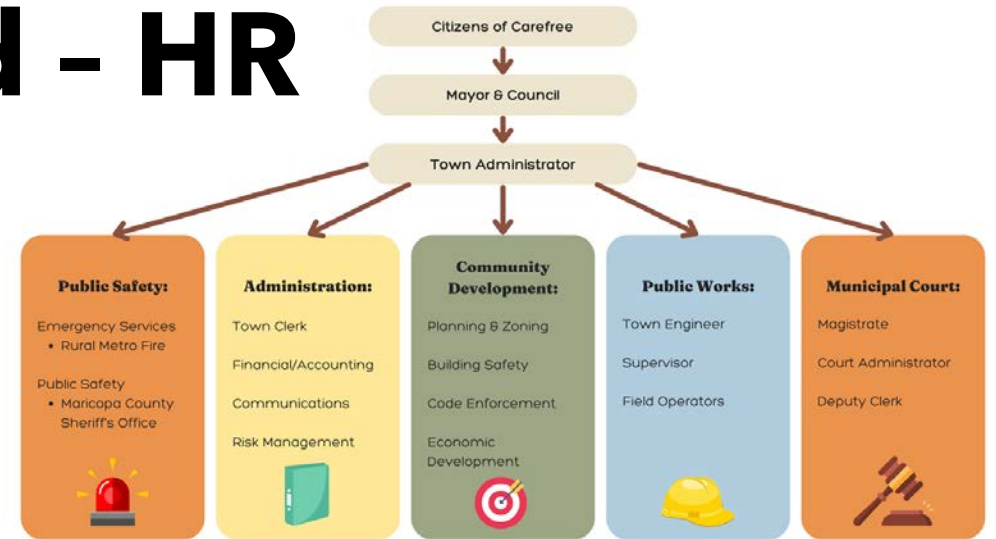 - HR
Citizens of Carefree
Mayor & Council
Town Administrator
Public Safety:
Emergency Services
• Rural Metro Fire
Public Safety
• Maricopa County
Sheriff's Office
Administration:
Town Clerk
Financial/Accounting
Communications
Risk Management
Community
Development:
Planning & Zoning
Building Safety
Code Enforcement
Economic
Development
Public Works:
Town Engineer
Supervisor
Field Operators
Municipal Court:
Magistrate
Court Administrator
Deputy Clerk